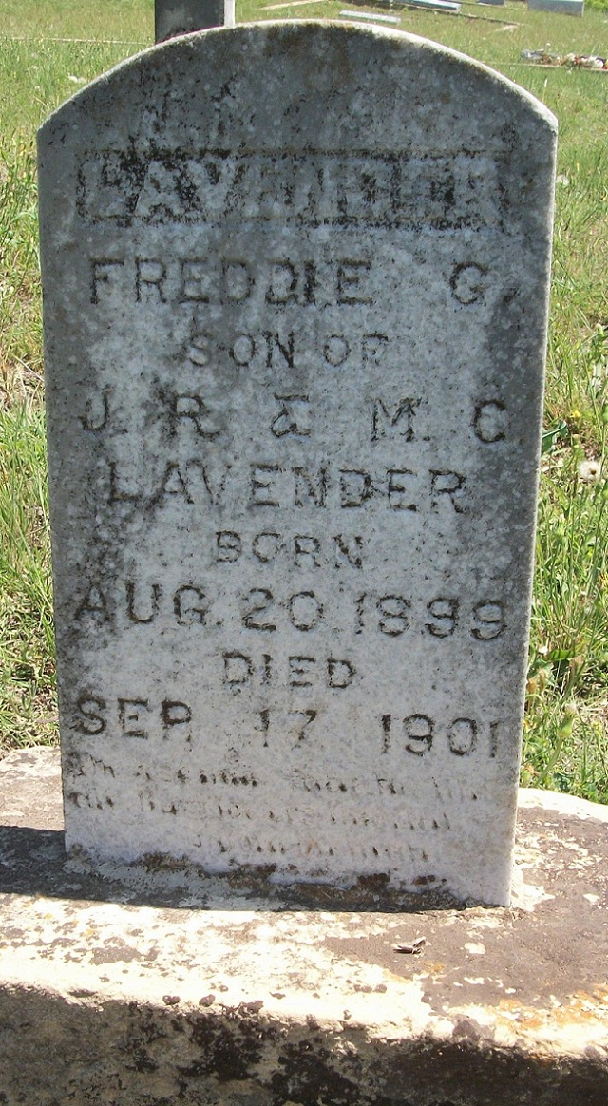 LAVENDER
FREDDIE G.
SON OF
J. R. & M. C.
LAVENDER
BORN
AUG. 20 1899
DIED
SEP. 17 1901